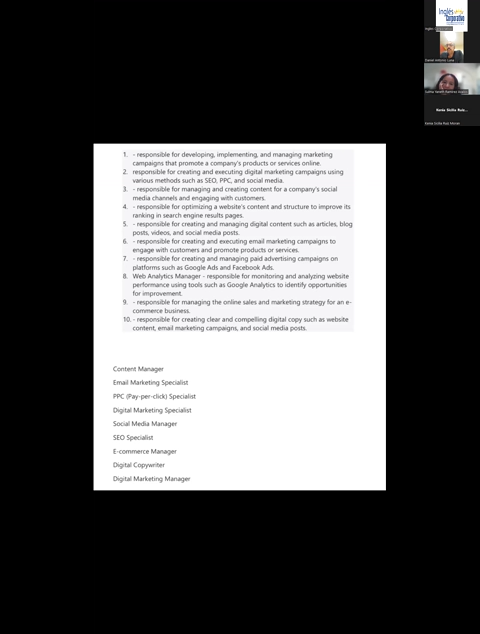 Inglés
Corporativo
Kenia Sicilia Ruiz...
1. - responsible for developing, implementing, and managing marketing
campaigns that promote a company's products or services online.
2. responsible for creating and executing digital marketing campaigns using
various methods such as SEO, PPC, and social media.
3. - responsible for managing and creating content for a company's social
media channels and engaging with customers.
4. - responsible for optimizing a website's content and structure to improve its
ranking in search engine results pages.
5. - responsible for creating and managing digital content such as articles, blog
posts, videos, and social media posts.
6. - responsible for creating and executing email marketing campaigns to
engage with customers and promote products or services.
7. - responsible for creating and managing paid advertising campaigns on
platforms such as Google Ads and Facebook Ads.
8. Web Analytics Manager - responsible for monitoring and analyzing website
performance using tools such as Google Analytics to identify opportunities
for improvement.
9. - responsible for managing the online sales and marketing strategy for an e-
commerce business.
10. - responsible for creating clear and compelling digital copy such as website
content, email marketing campaigns, and social media posts.
Content Manager
Email Marketing Specialist
PPC (Pay-per-click) Specialist
Digital Marketing Specialist
Social Media Manager
SEO Specialist
E-commerce Manager
Digital Copywriter
Digital Marketing Manager